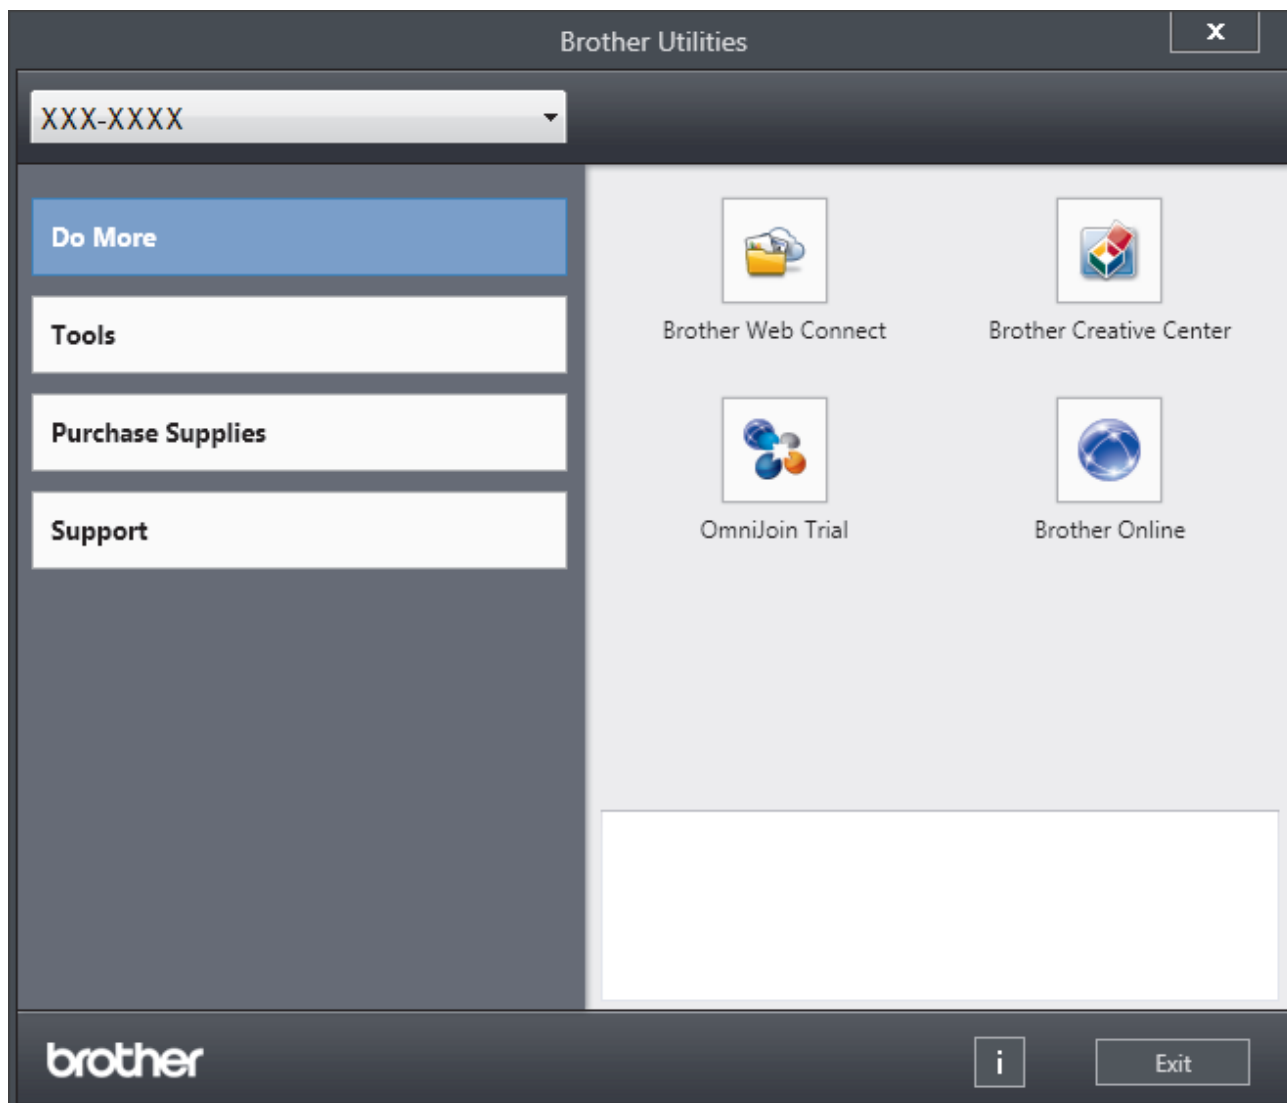 Brother Utilities
X
XXX-XXXX
Do More
Tools
Purchase Supplies
Support
Brother Web Connect
Brother Creative Center
OmniJoin Trial
Brother Online
brother
i
Exit